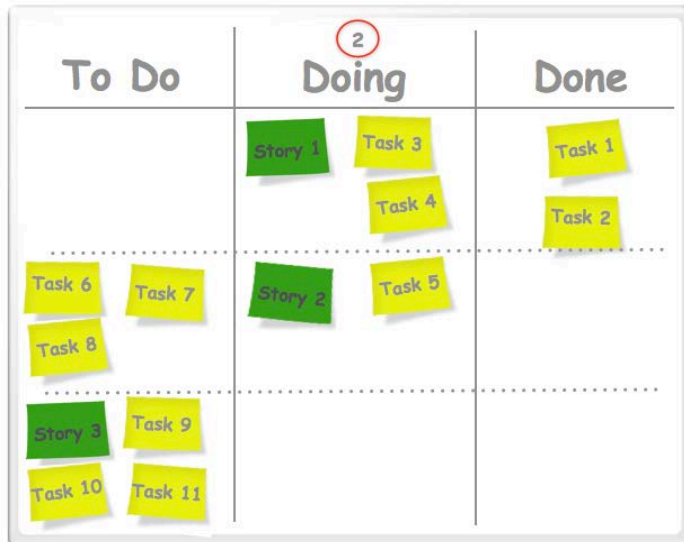 2
To Do Doing Done
Story 1 Task 3 Task 1
Task 4 Task 2
Task 6 Task 7 Story 2 Task 5
Task 8
Story 3 Task 9
Task 10 Task 11